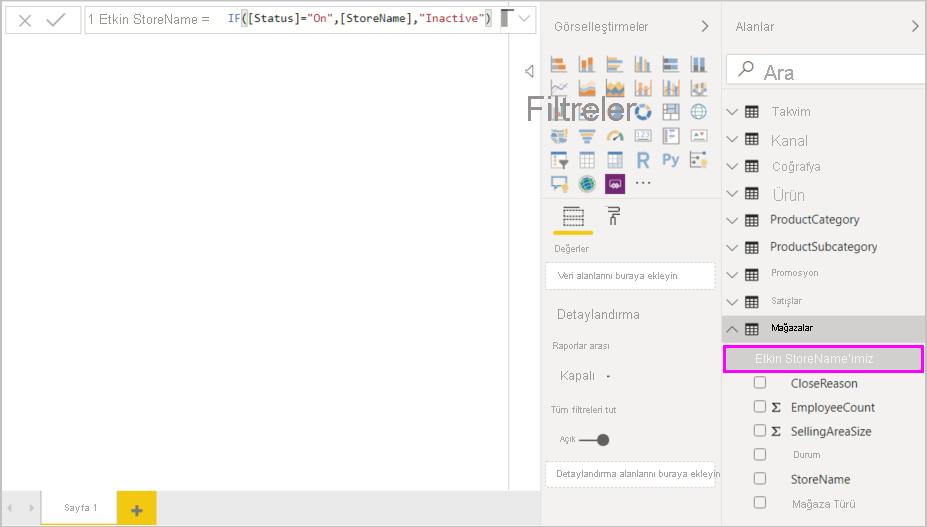 1 Etkin StoreName = IF([Status]="On",[StoreName],"Inactive")
Filtreler
Görselleştirmeler
R
Py
123
Değerler
Veri alanlarını buraya ekleyin
Detaylandırma
Raporlar arası
Kapalı
Tüm filtreleri tut
Açık
Detaylandırma alanlarını buraya ekleyin
Alanlar
Ara
Takvim
Kanal
Coğrafya
Ürün
ProductCategory
ProductSubcategory
Promosyon
Satışlar
Mağazalar
Etkin StoreName'imiz
CloseReason
Σ EmployeeCount
Σ SellingAreaSize
Durum
StoreName
Mağaza Türü
Sayfa 1